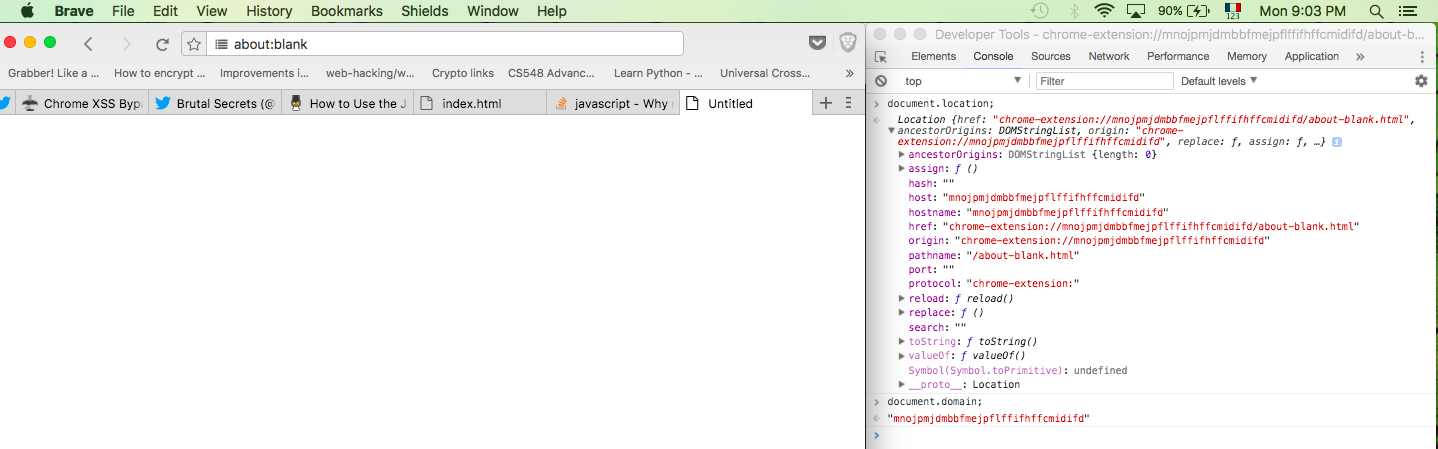 Brave File Edit View History Bookmarks Shields Window Help 90% 123 Mon 9:03 PM
about:blank
Grabber! Like a ... How to encrypt ... Improvements i... web-hacking/w... Crypto links CS548 Advanc... Learn Python - ... Universal Cross... »
Chrome XSS Byp Brutal Secrets (@ How to Use the J index.html javascript - Why Untitled + 
Developer Tools - chrome-extension://mnojpmjdmbbfmejpflffifhffcmidifd/about-b...
Elements Console Sources Network Performance Memory Application »
top Filter Default levels
document.location;
Location {href: "chrome-extension://mnojpmjdmbbfmejpflffifhffcmidifd/about-blank.html",
ancestorOrigins: DOMStringList, origin: "chrome-
extension://mnojpmjdmbbfmejpflffifhffcmidifd", replace: ƒ, assign: ƒ, …} i
ancestorOrigins: DOMStringList {length: 0}
assign: ƒ ()
hash: ""
host: "mnojpmjdmbbfmejpflffifhffcmidifd"
hostname: "mnojpmjdmbbfmejpflffifhffcmidifd"
href: "chrome-extension://mnojpmjdmbbfmejpflffifhffcmidifd/about-blank.html"
origin: "chrome-extension://mnojpmjdmbbfmejpflffifhffcmidifd"
pathname: "/about-blank.html"
port: ""
protocol: "chrome-extension:"
reload: ƒ reload()
replace: ƒ ()
search: ""
toString: ƒ toString()
valueOf: ƒ valueOf()
Symbol(Symbol.toPrimitive): undefined
__proto__: Location
document.domain;
"mnojpmjdmbbfmejpflffifhffcmidifd"